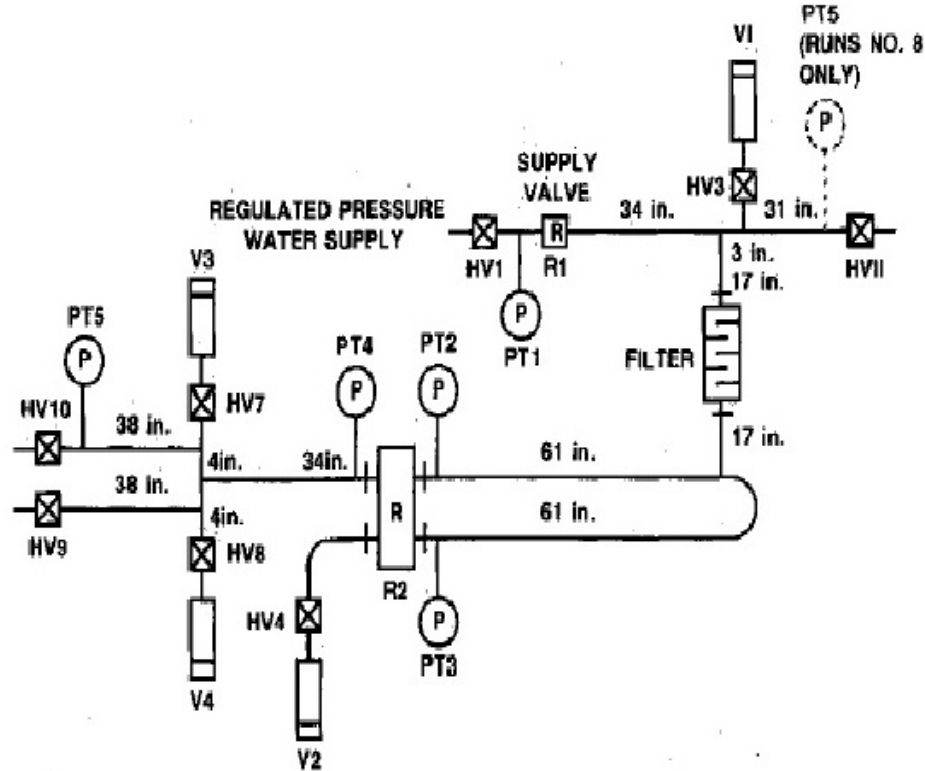 PT5
(RUNS NO. 8
ONLY)
V1
P
SUPPLY
VALVE
HV3
34 in.
31 in.
REGULATED PRESSURE
WATER SUPPLY
R
HV1
R1
3 in.
HV11
17 in.
V3
P
PT1
FILTER
PT5
P
PT4
P
PT2
P
HV7
HV10
38 in.
17 in.
4in.
34in.
61 in.
38 in.
R
61 in.
4in.
HV9
HV8
R2
HV4
P
PT3
V4
V2